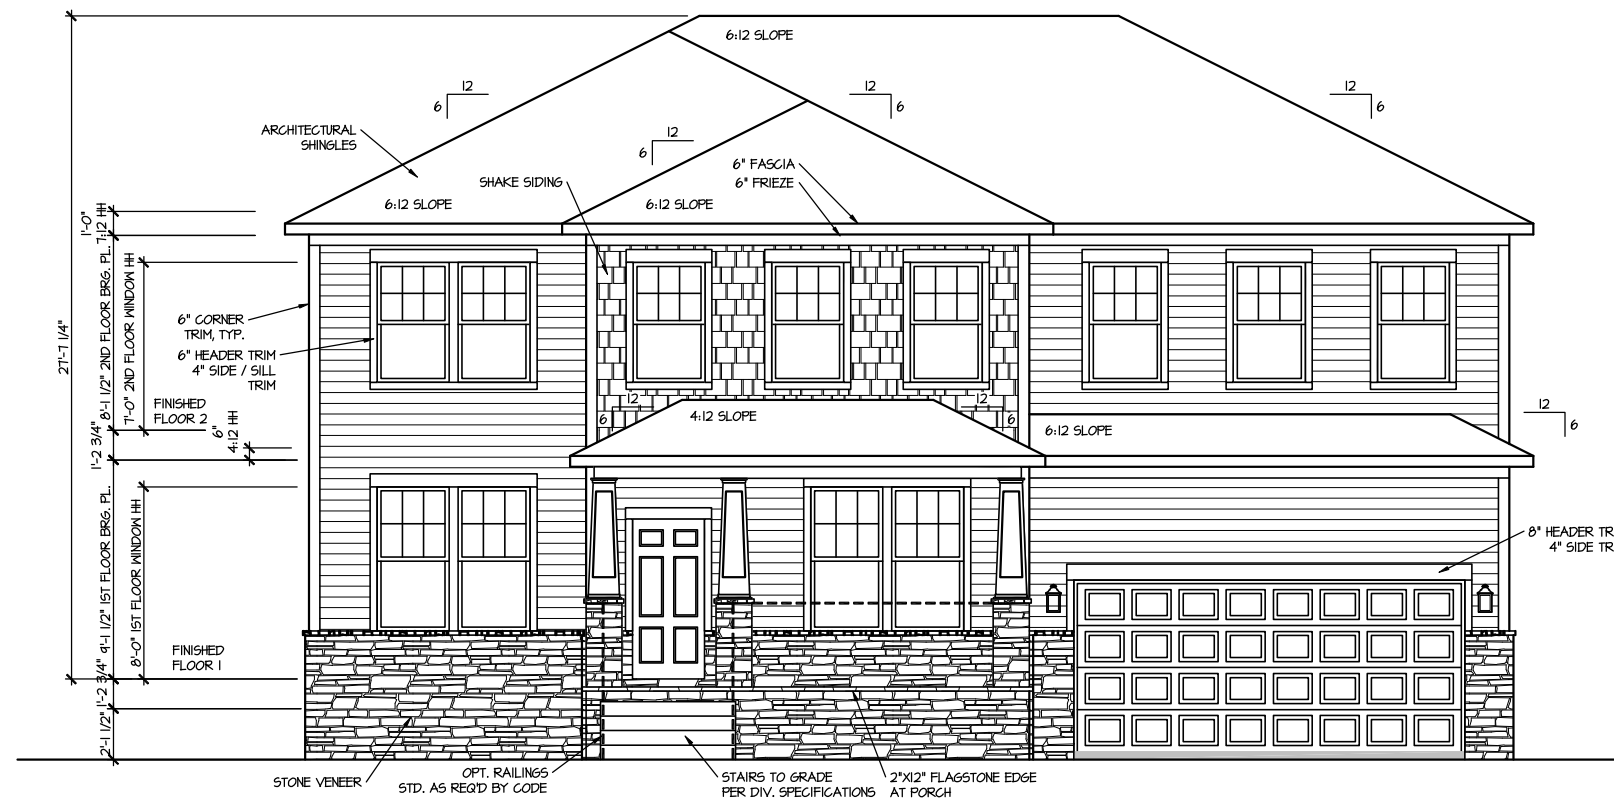 6:12 SLOPE
12
6
12
6
12
6
ARCHITECTURAL
SHINGLES
12
6
6" FASCIA
6" FRIEZE
SHAKE SIDING
6:12 SLOPE
6:12 SLOPE
1'-0"
7:12 HH
27'-7 1/4"
8'-1 1/2" 2ND FLOOR BRG. PL.
7'-0" 2ND FLOOR WINDOW HH
6" CORNER
TRIM, TYP.
6" HEADER TRIM
4" SIDE / SILL
TRIM
FINISHED
FLOOR 2
6"
4:12 HH
1'-2 3/4"
12
6
4:12 SLOPE
12
6
6:12 SLOPE
12
6
9'-1 1/2" 1ST FLOOR BRG. PL.
8'-0" 1ST FLOOR WINDOW HH
8" HEADER TR
4" SIDE TR
FINISHED
FLOOR 1
1'-2 3/4"
2'-1 1/2"
STONE VENEER
OPT. RAILINGS
STD. AS REQ'D BY CODE
STAIRS TO GRADE
PER DIV. SPECIFICATIONS
2"X12" FLAGSTONE EDGE
AT PORCH